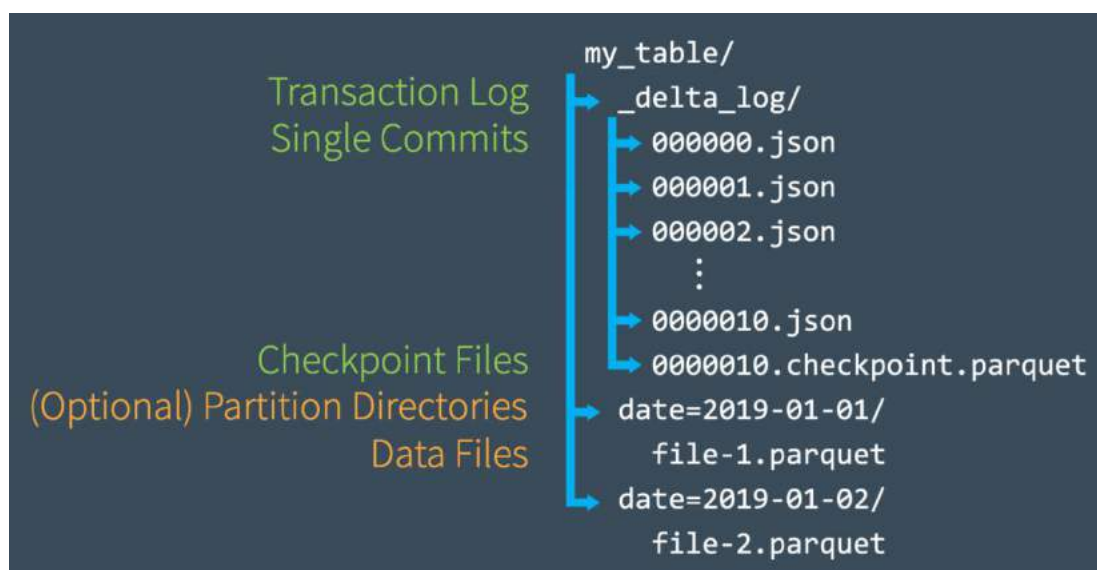 my_table/
Transaction Log _delta_log/
Single Commits 000000.json
000001.json
000002.json
⋮
0000010.json
Checkpoint Files 0000010.checkpoint.parquet
(Optional) Partition Directories date=2019-01-01/
Data Files file-1.parquet
date=2019-01-02/
file-2.parquet